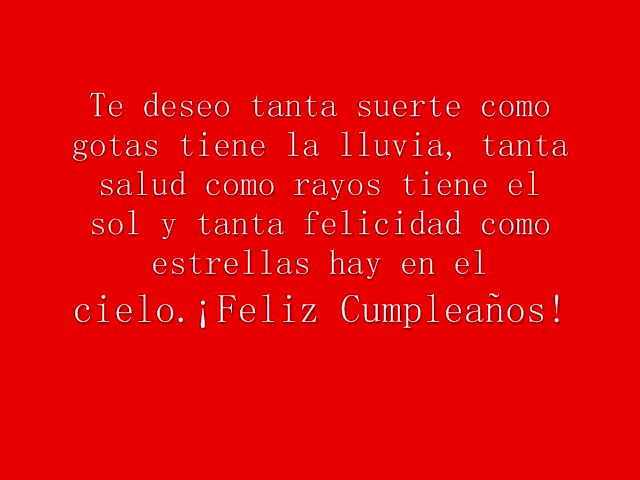 Te deseo tanta suerte como
gotas tiene la lluvia, tanta
salud como rayos tiene el
sol y tanta felicidad como
estrellas hay en el
cielo.¡Feliz Cumpleaños!